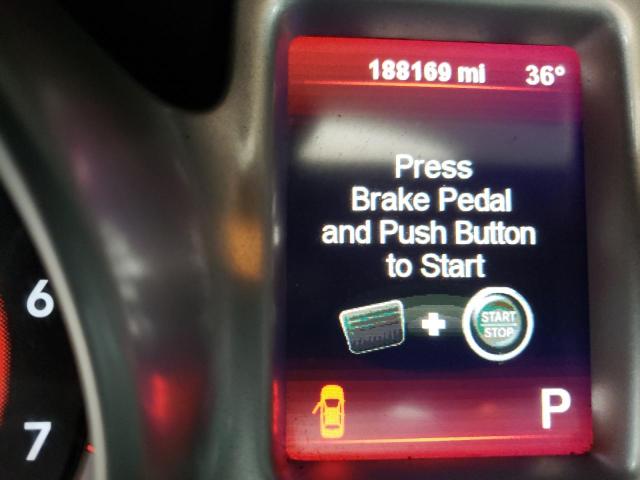 188169 mi 36°
Press
Brake Pedal
and Push Button
to Start
START
STOP
P
6
7